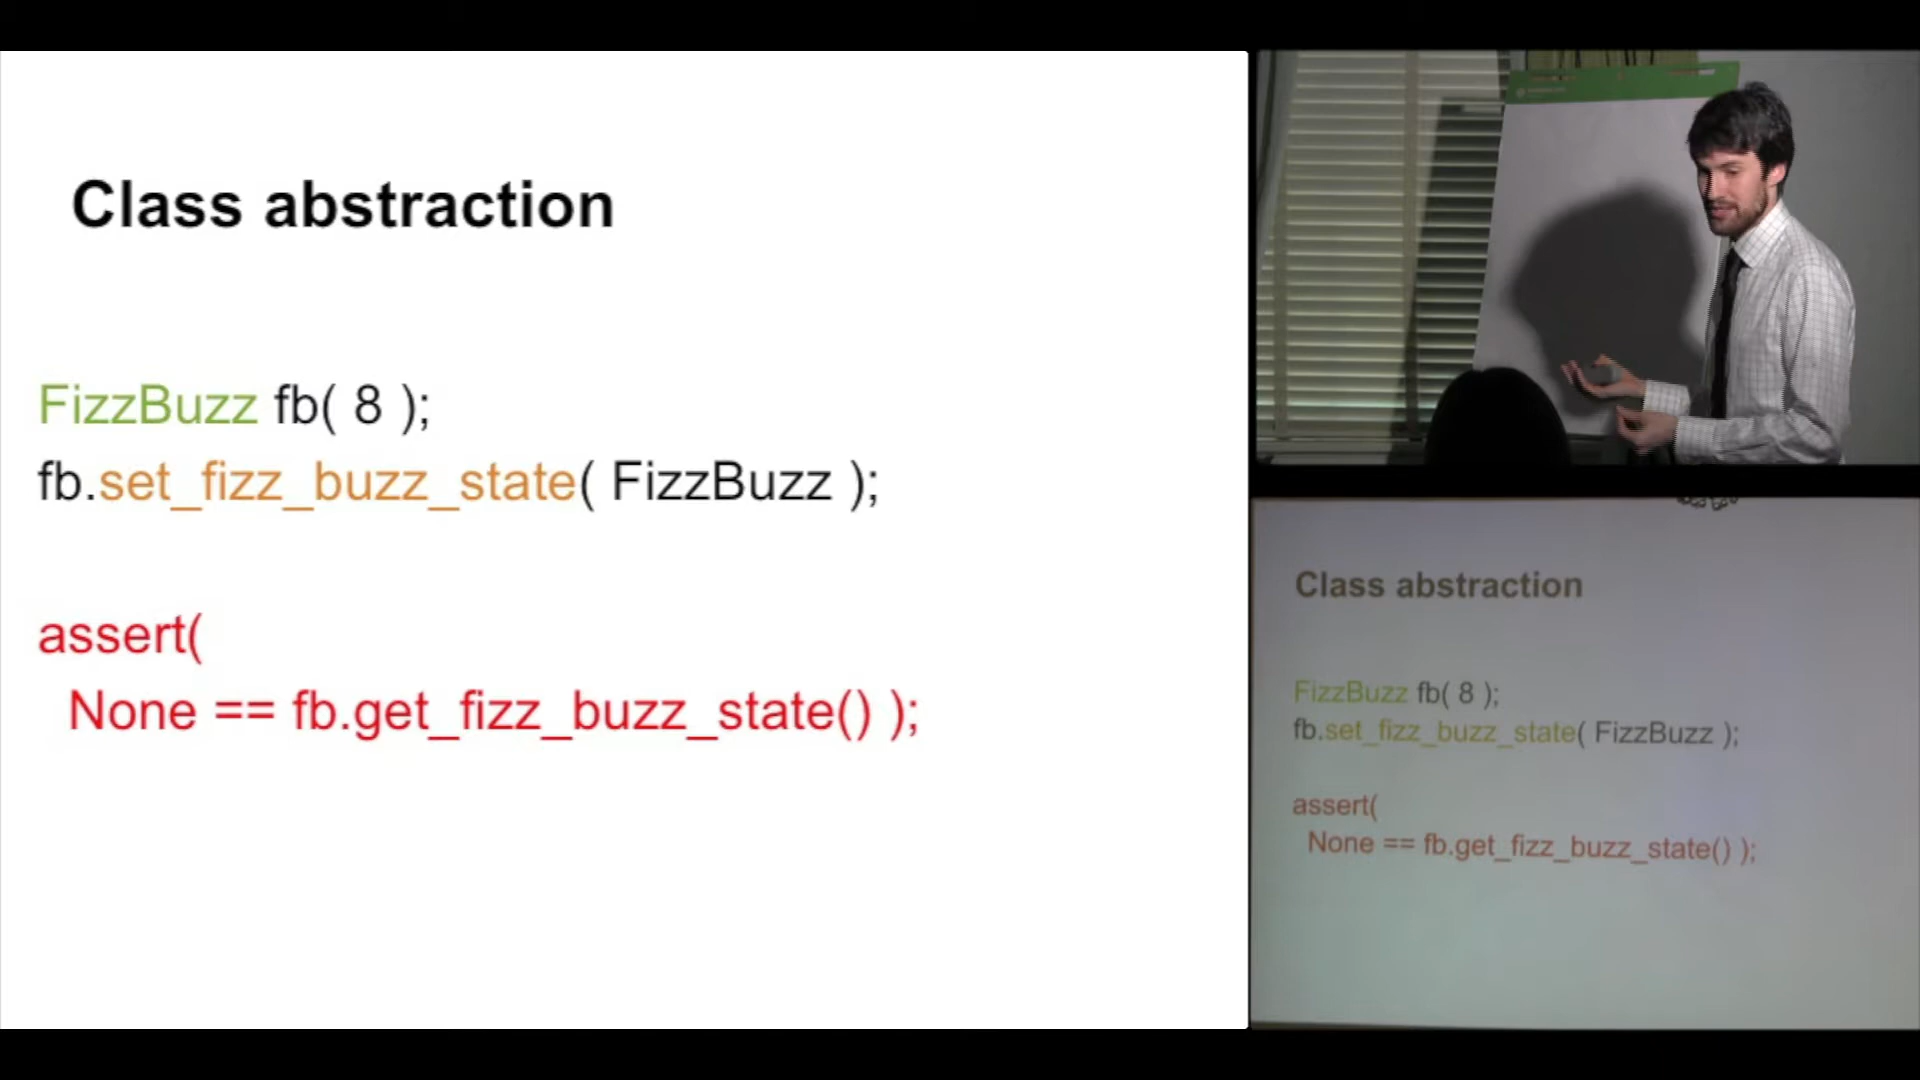 Class abstraction
FizzBuzz fb( 8 );
fb.set_fizz_buzz_state( FizzBuzz );
assert(
None == fb.get_fizz_buzz_state() );
Class abstraction
FizzBuzz fb( 8 );
fb.set_fizz_buzz_state( FizzBuzz );
assert(
None == fb.get_fizz_buzz_state() );